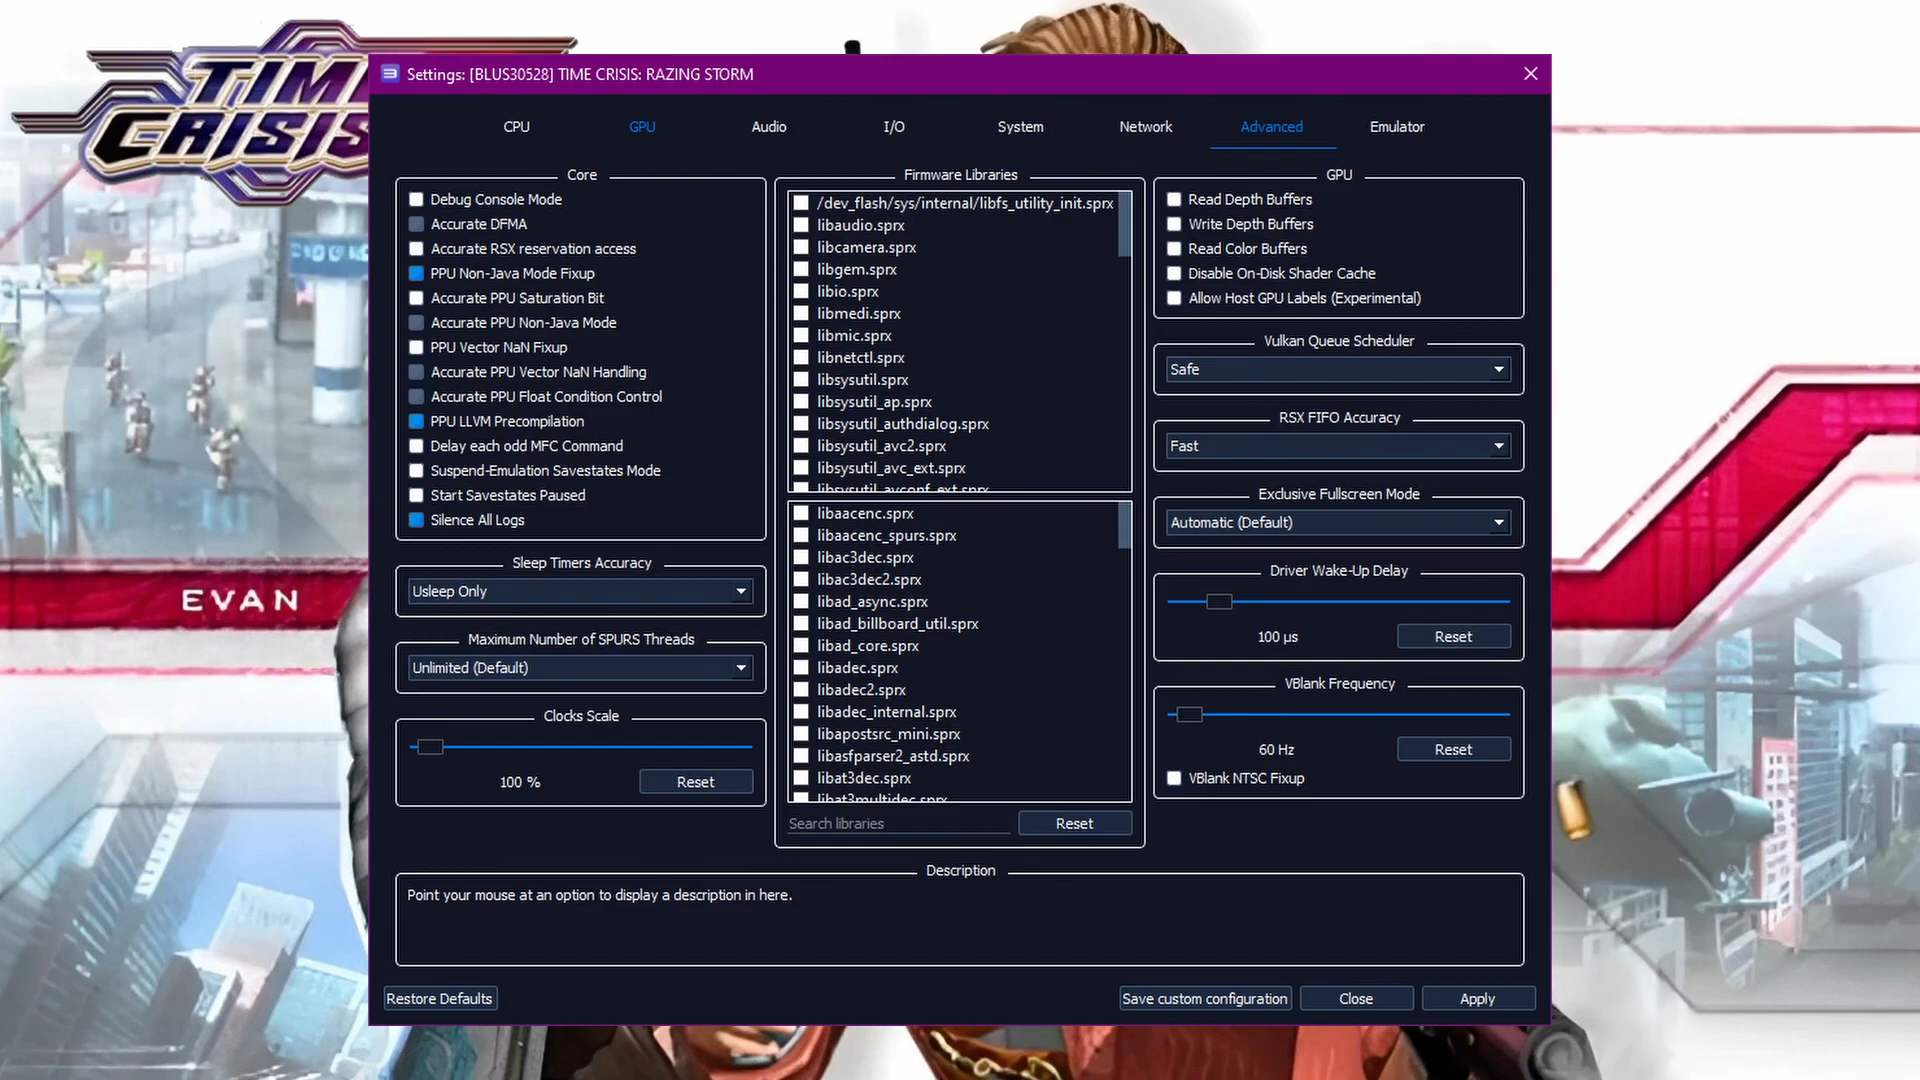 TIME
CRISIS
EVAN
Settings: [BLUS30528] TIME CRISIS: RAZING STORM
CPU
GPU
Audio
I/O
System
Network
Advanced
Emulator
Core
Debug Console Mode
Accurate DFMA
Accurate RSX reservation access
PPU Non-Java Mode Fixup
Accurate PPU Saturation Bit
Accurate PPU Non-Java Mode
PPU Vector NaN Fixup
Accurate PPU Vector NaN Handling
Accurate PPU Float Condition Control
PPU LLVM Precompilation
Delay each odd MFC Command
Suspend-Emulation Savestates Mode
Start Savestates Paused
Silence All Logs
Sleep Timers Accuracy
Usleep Only
Maximum Number of SPURS Threads
Unlimited (Default)
Clocks Scale
100 %
Reset
Firmware Libraries
/dev_flash/sys/internal/libfs_utility_init.sprx
libaudio.sprx
libcamera.sprx
libgem.sprx
libio.sprx
libmedi.sprx
libmic.sprx
libnetctl.sprx
libsysutil.sprx
libsysutil_ap.sprx
libsysutil_authdialog.sprx
libsysutil_avc2.sprx
libsysutil_avc_ext.sprx
libsysutil_avconf_ext.sprx
libaacenc.sprx
libaacenc_spurs.sprx
libac3dec.sprx
libac3dec2.sprx
libad_async.sprx
libad_billboard_util.sprx
libad_core.sprx
libadec.sprx
libadec2.sprx
libadec_internal.sprx
libapostsrc_mini.sprx
libasfparser2_astd.sprx
libat3dec.sprx
libat3multidec.sprx
Search libraries
Reset
GPU
Read Depth Buffers
Write Depth Buffers
Read Color Buffers
Disable On-Disk Shader Cache
Allow Host GPU Labels (Experimental)
Vulkan Queue Scheduler
Safe
RSX FIFO Accuracy
Fast
Exclusive Fullscreen Mode
Automatic (Default)
Driver Wake-Up Delay
100 µs
Reset
VBlank Frequency
60 Hz
Reset
VBlank NTSC Fixup
Description
Point your mouse at an option to display a description in here.
Restore Defaults
Save custom configuration
Close
Apply